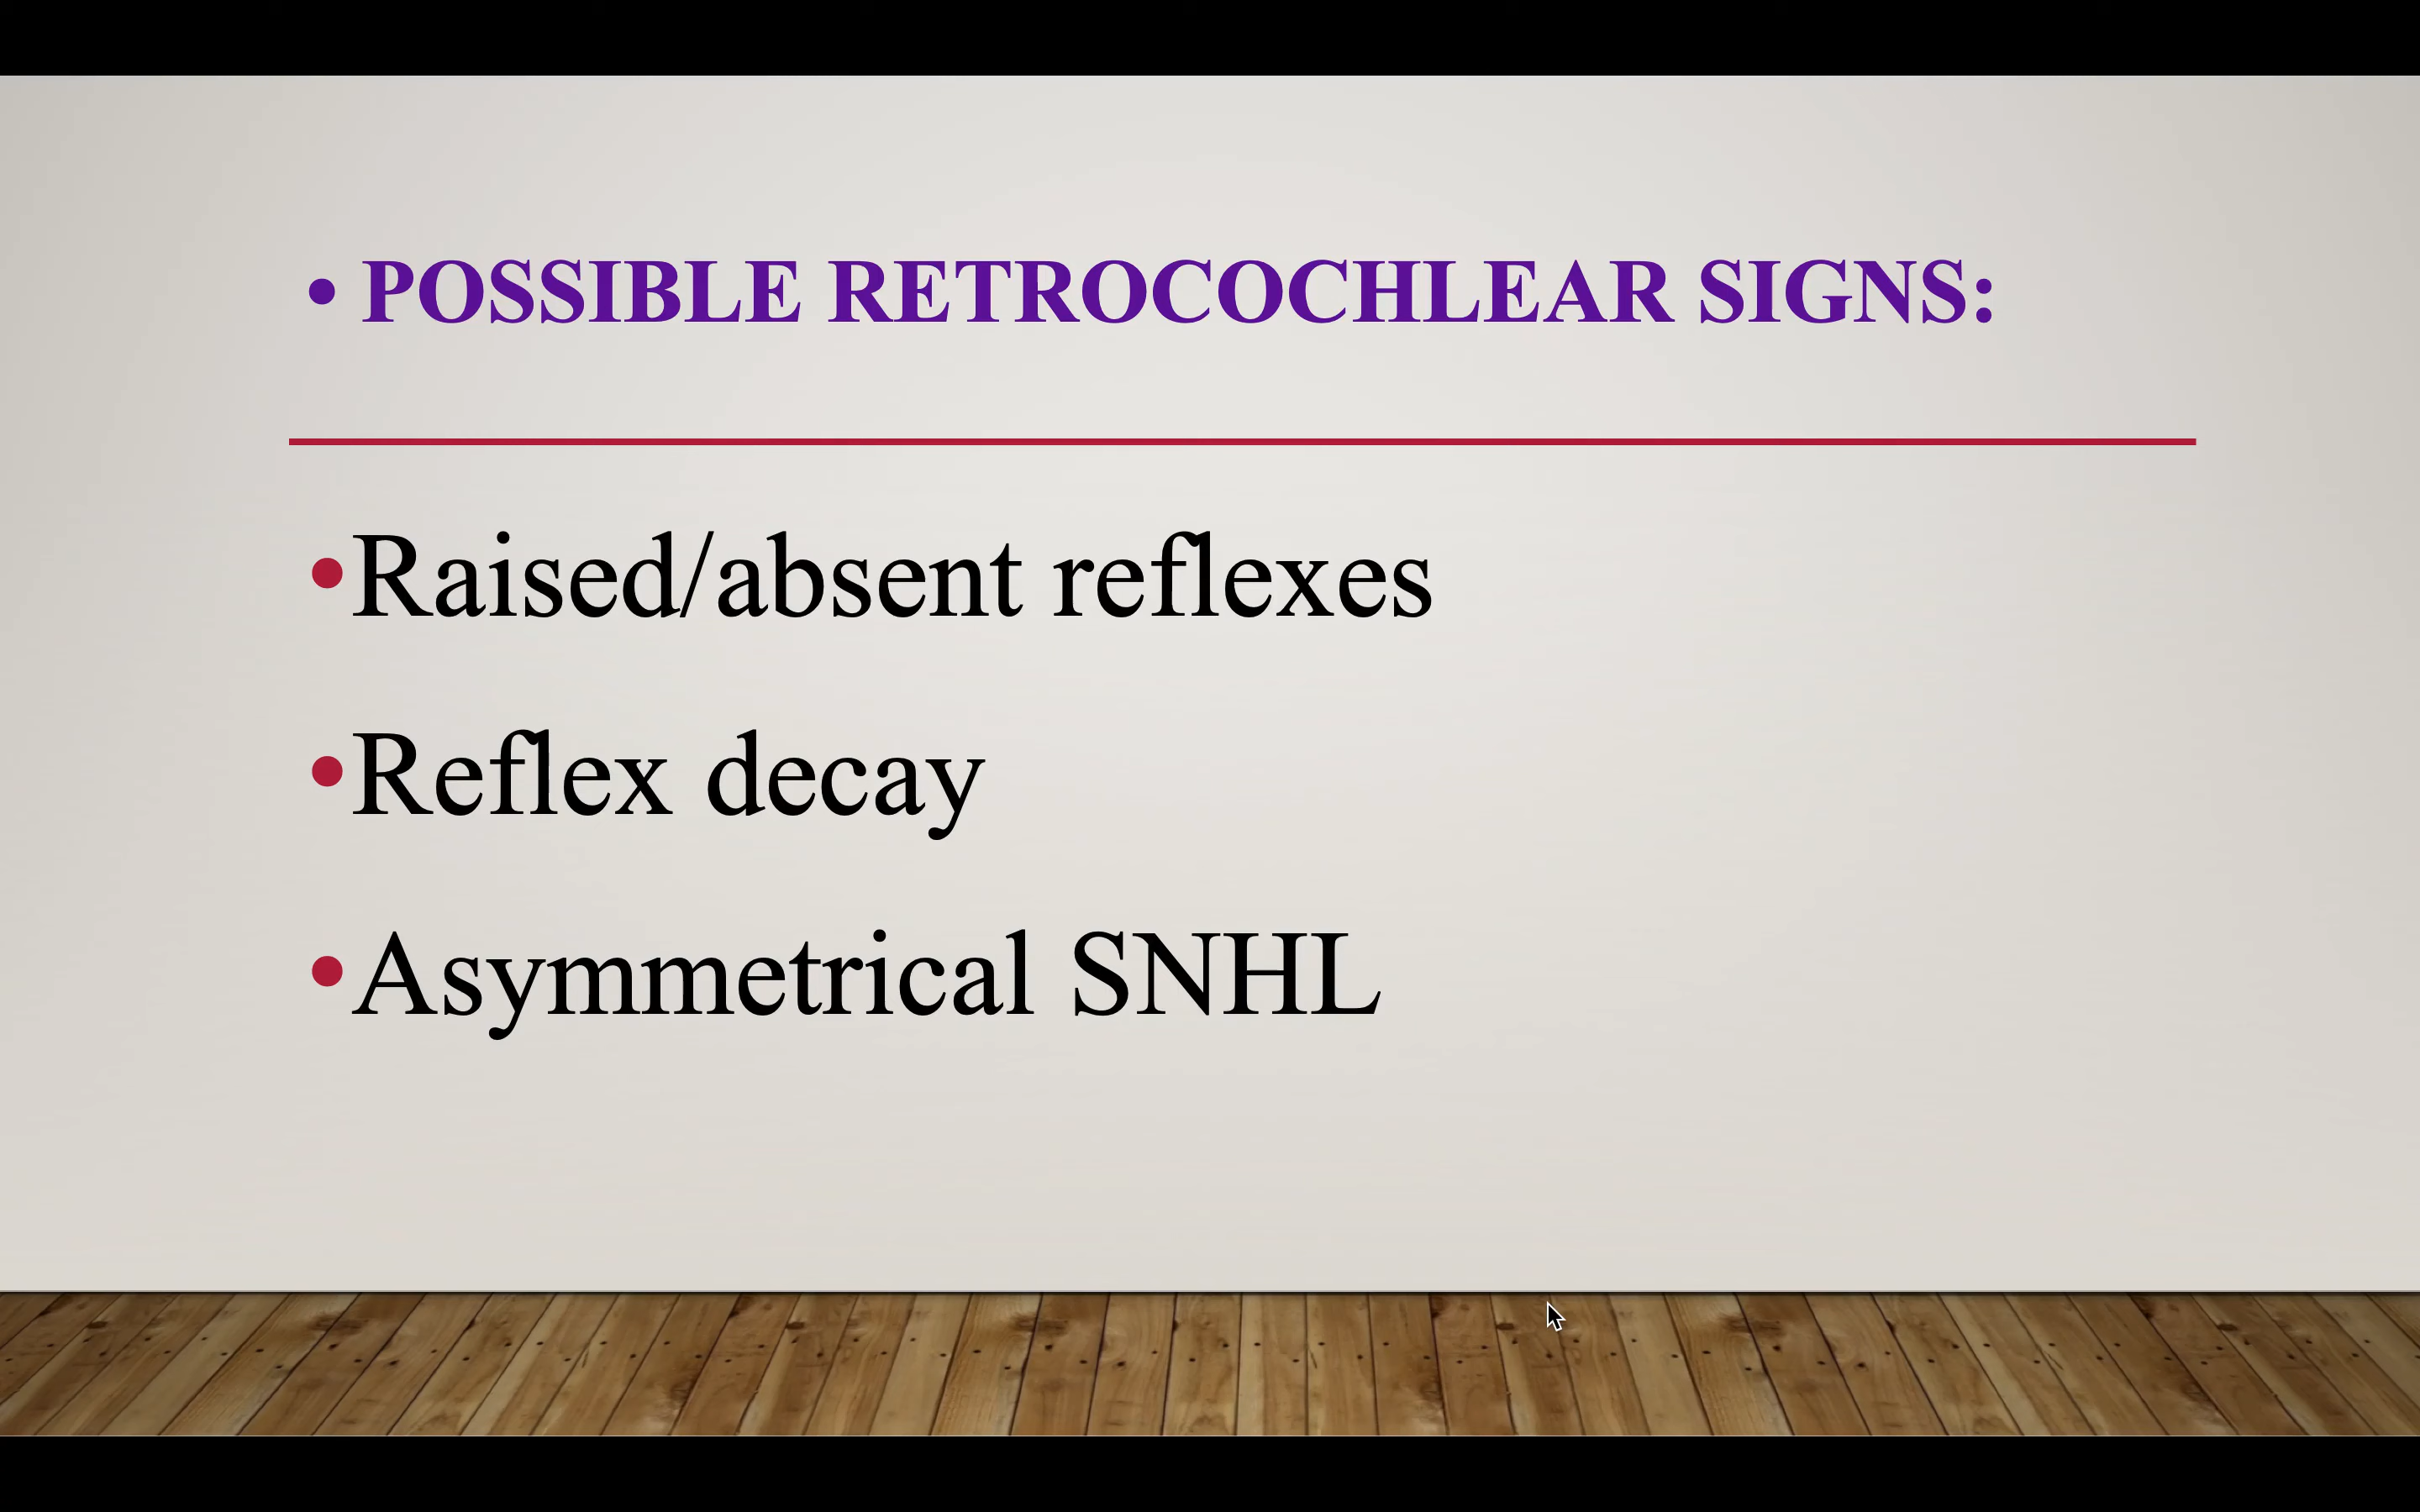 • POSSIBLE RETROCOCHLEAR SIGNS:
•Raised/absent reflexes
•Reflex decay
•Asymmetrical SNHL